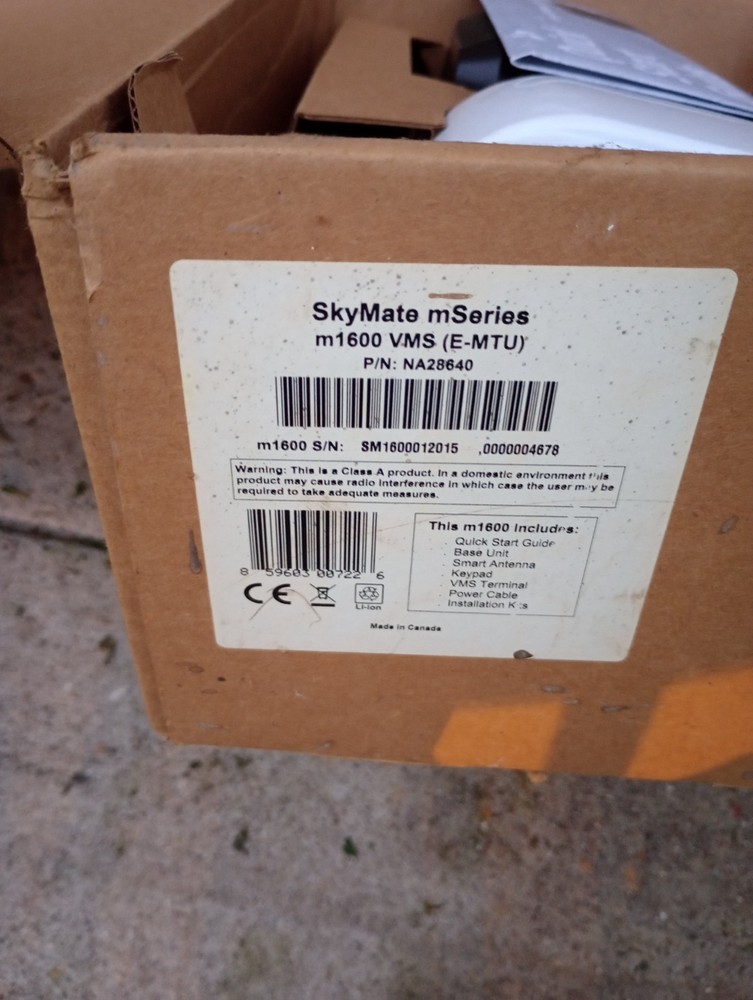 SkyMate mSeries
m1600 VMS (E-MTU)
P/N: NA28640
m1600 S/N: SM1600012015 ,0000004678
Warning: This is a Class A product. In a domestic environment this
product may cause radio interference in which case the user may be
required to take adequate measures.
8 59603 00722 6
CE
Li-ion
This m1600 includes:
Quick Start Guide
Base Unit
Smart Antenna
Keypad
VMS Terminal
Power Cable
Installation Kits
Made in Canada